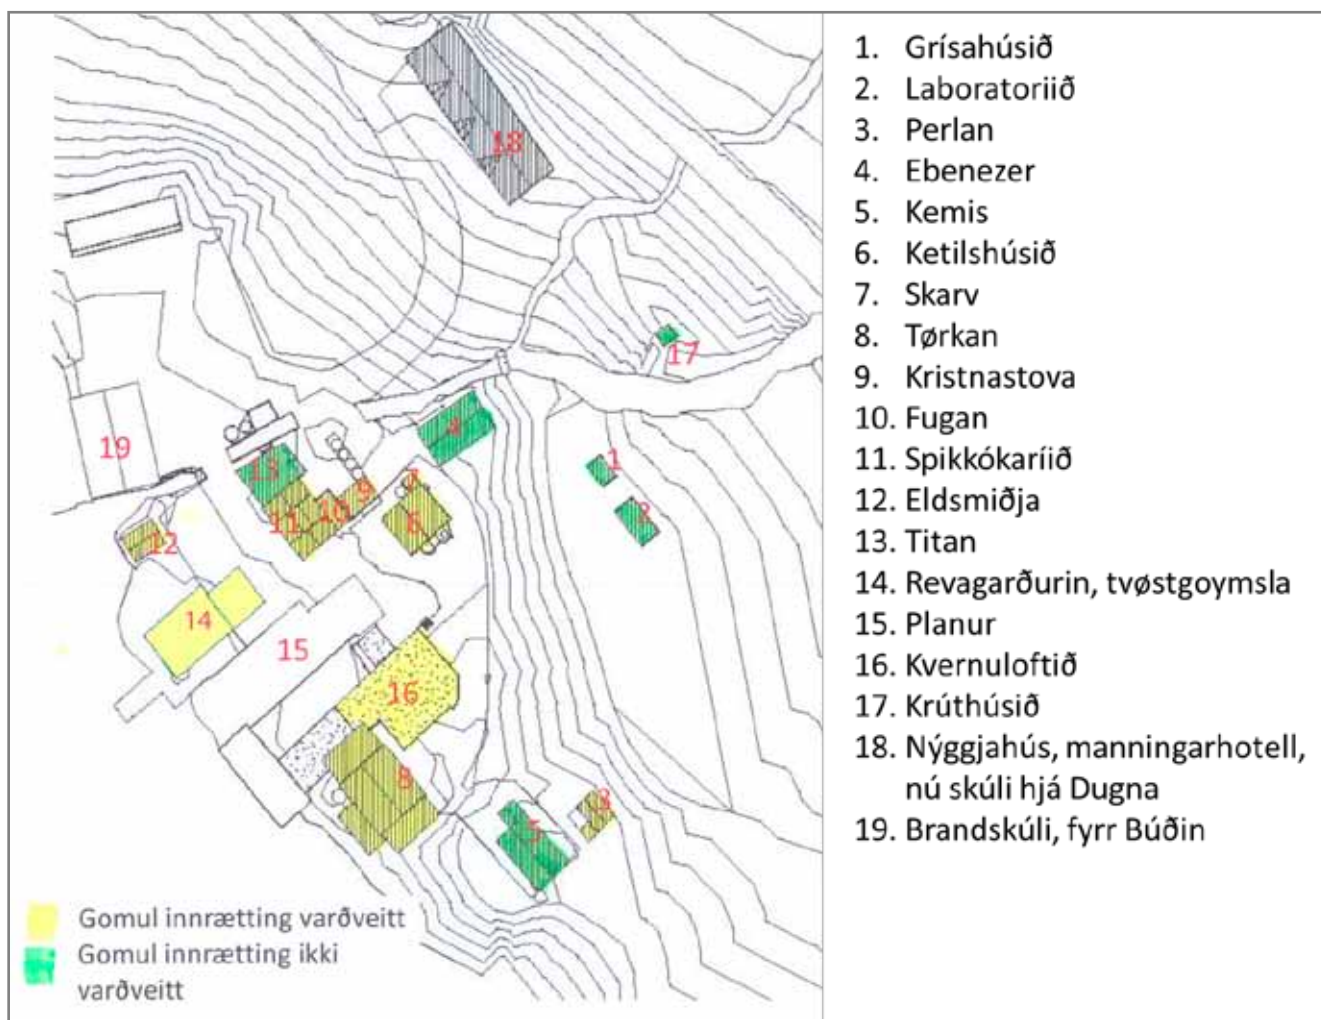 18
17
19
4
13
1
9
7
2
11
10
6
12
14
15
16
8
3
5
Gomul innrætting varðveitt
Gomul innrætting ikki
varðveitt
1. Grísahúsið
2. Laboratoriið
3. Perlan
4. Ebenezer
5. Kemis
6. Ketilshúsið
7. Skarv
8. Tørkan
9. Kristnastova
10. Fugan
11. Spikkókaríið
12. Eldsmiðja
13. Titan
14. Revagarðurin, tvøstgoymsla
15. Planur
16. Kvernuloftið
17. Krúthúsið
18. Nýggjahús, manningarhotell,
nú skúli hjá Dugna
19. Brandskúli, fyrr Búðin